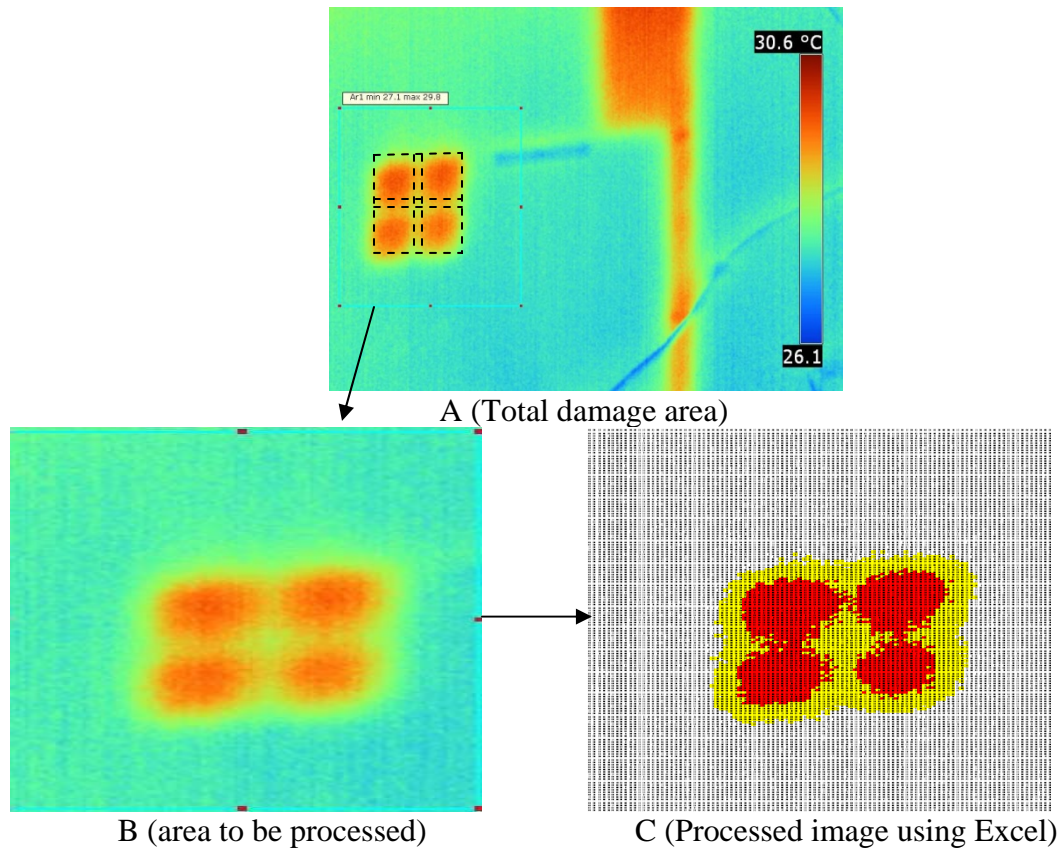 30.6 °C
Ar1 min 27.1 max 29.8
26.1
A (Total damage area)
B (area to be processed)
C (Processed image using Excel)